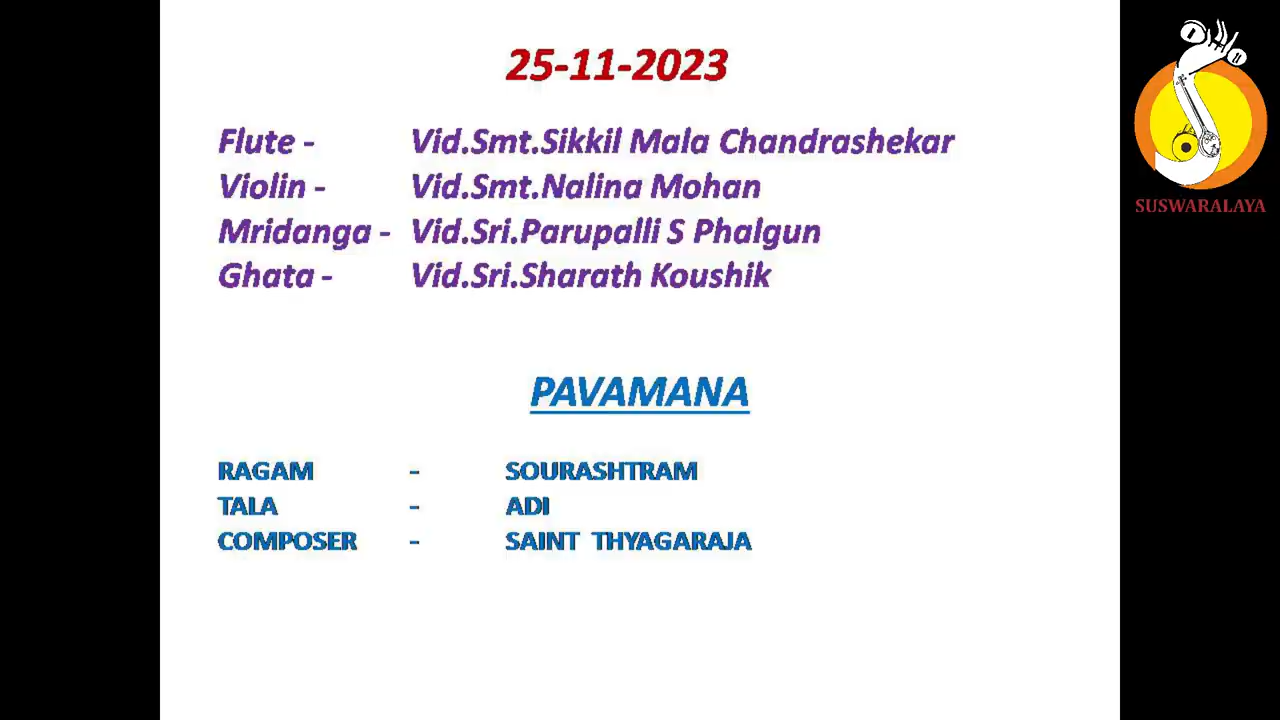 25-11-2023
Flute - Vid.Smt.Sikkil Mala Chandrashekar
Violin - Vid.Smt.Nalina Mohan
Mridanga - Vid.Sri.Parupalli S Phalgun
Ghata - Vid.Sri.Sharath Koushik
PAVAMANA
RAGAM - SOURASHTRAM
TALA - ADI
COMPOSER - SAINT THYAGARAJA
SUSWARALAYA